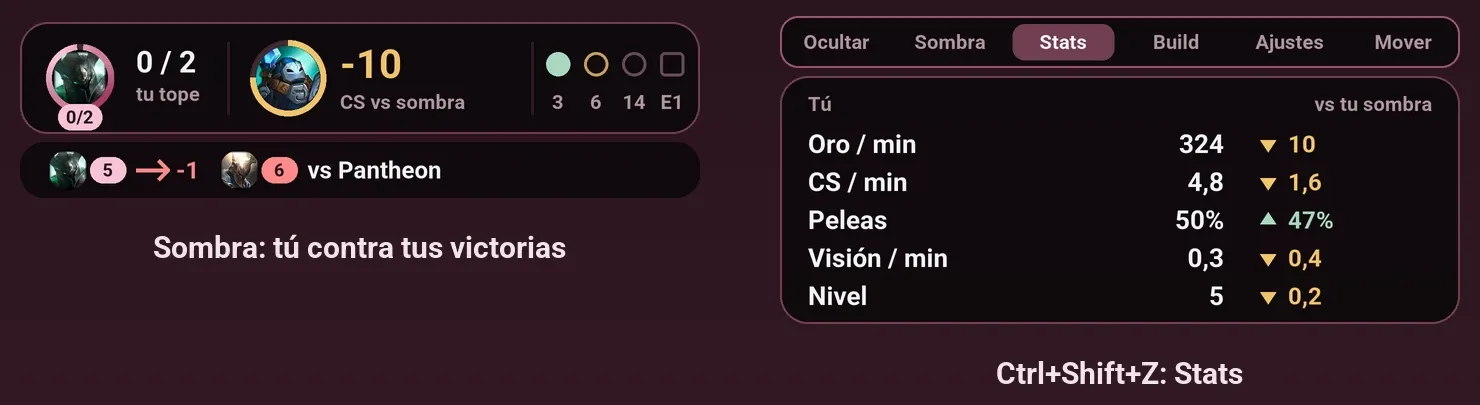 0 / 2
tu tope
0/2
-10
CS vs sombra
3 6 14 E1
5 -1 6 vs Pantheon
Sombra: tú contra tus victorias
Ocultar Sombra Stats Build Ajustes Mover
Tú vs tu sombra
Oro / min 324 10
CS / min 4,8 1,6
Peleas 50% 47%
Visión / min 0,3 0,4
Nivel 5 0,2
Ctrl+Shift+Z: Stats